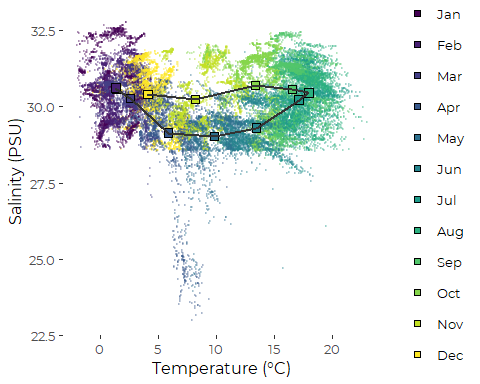 32.5
30.0
27.5
25.0
22.5
Salinity (PSU)
0
5
10
15
20
Temperature (ºC)
Jan
Feb
Mar
Apr
May
Jun
Jul
Aug
Sep
Oct
Nov
Dec